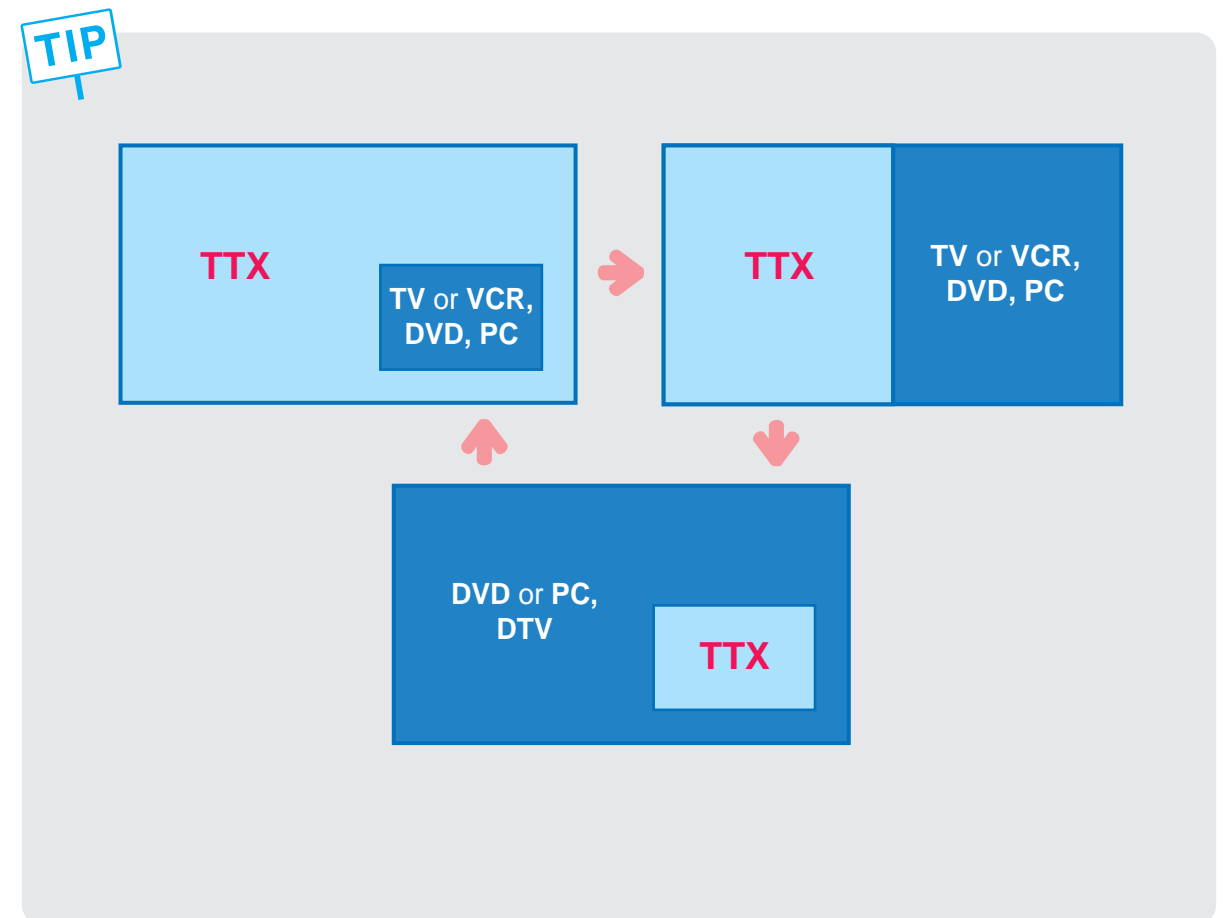 TIP
TTX
TV or VCR,
DVD, PC
TTX
TV or VCR,
DVD, PC
DVD or PC,
DTV
TTX